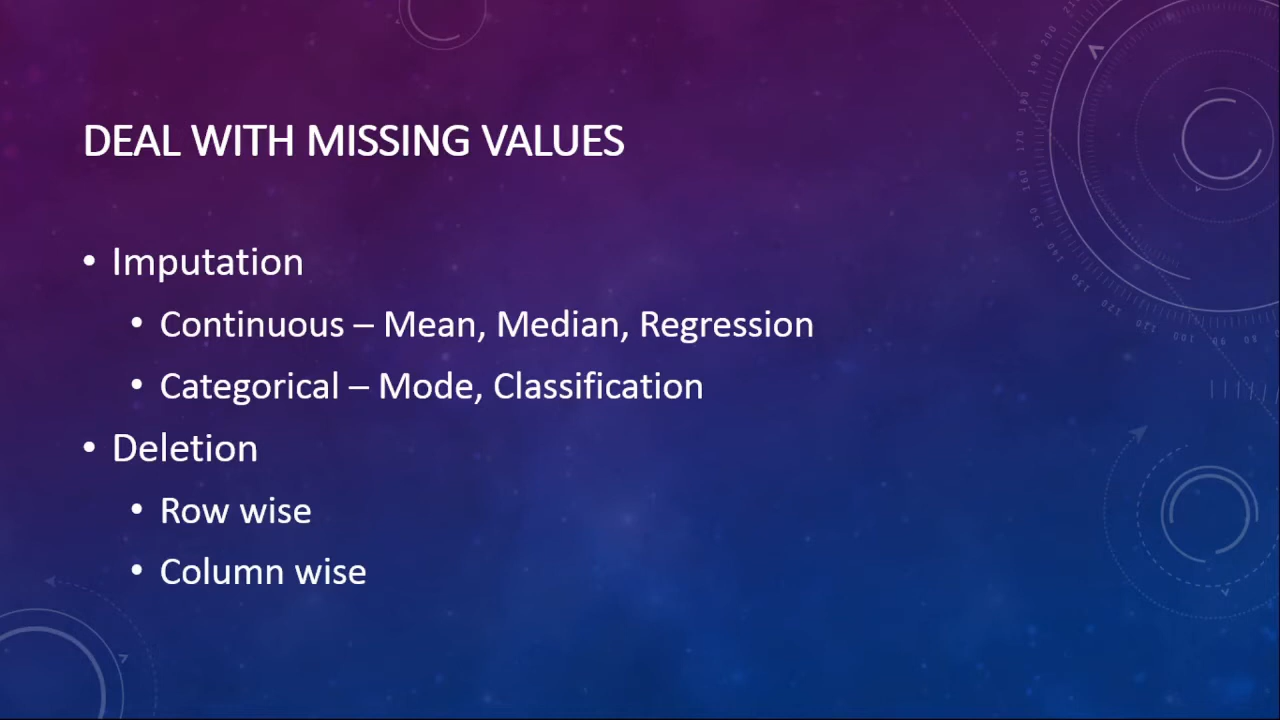 DEAL WITH MISSING VALUES
• Imputation
• Continuous – Mean, Median, Regression
• Categorical – Mode, Classification
• Deletion
• Row wise
• Column wise